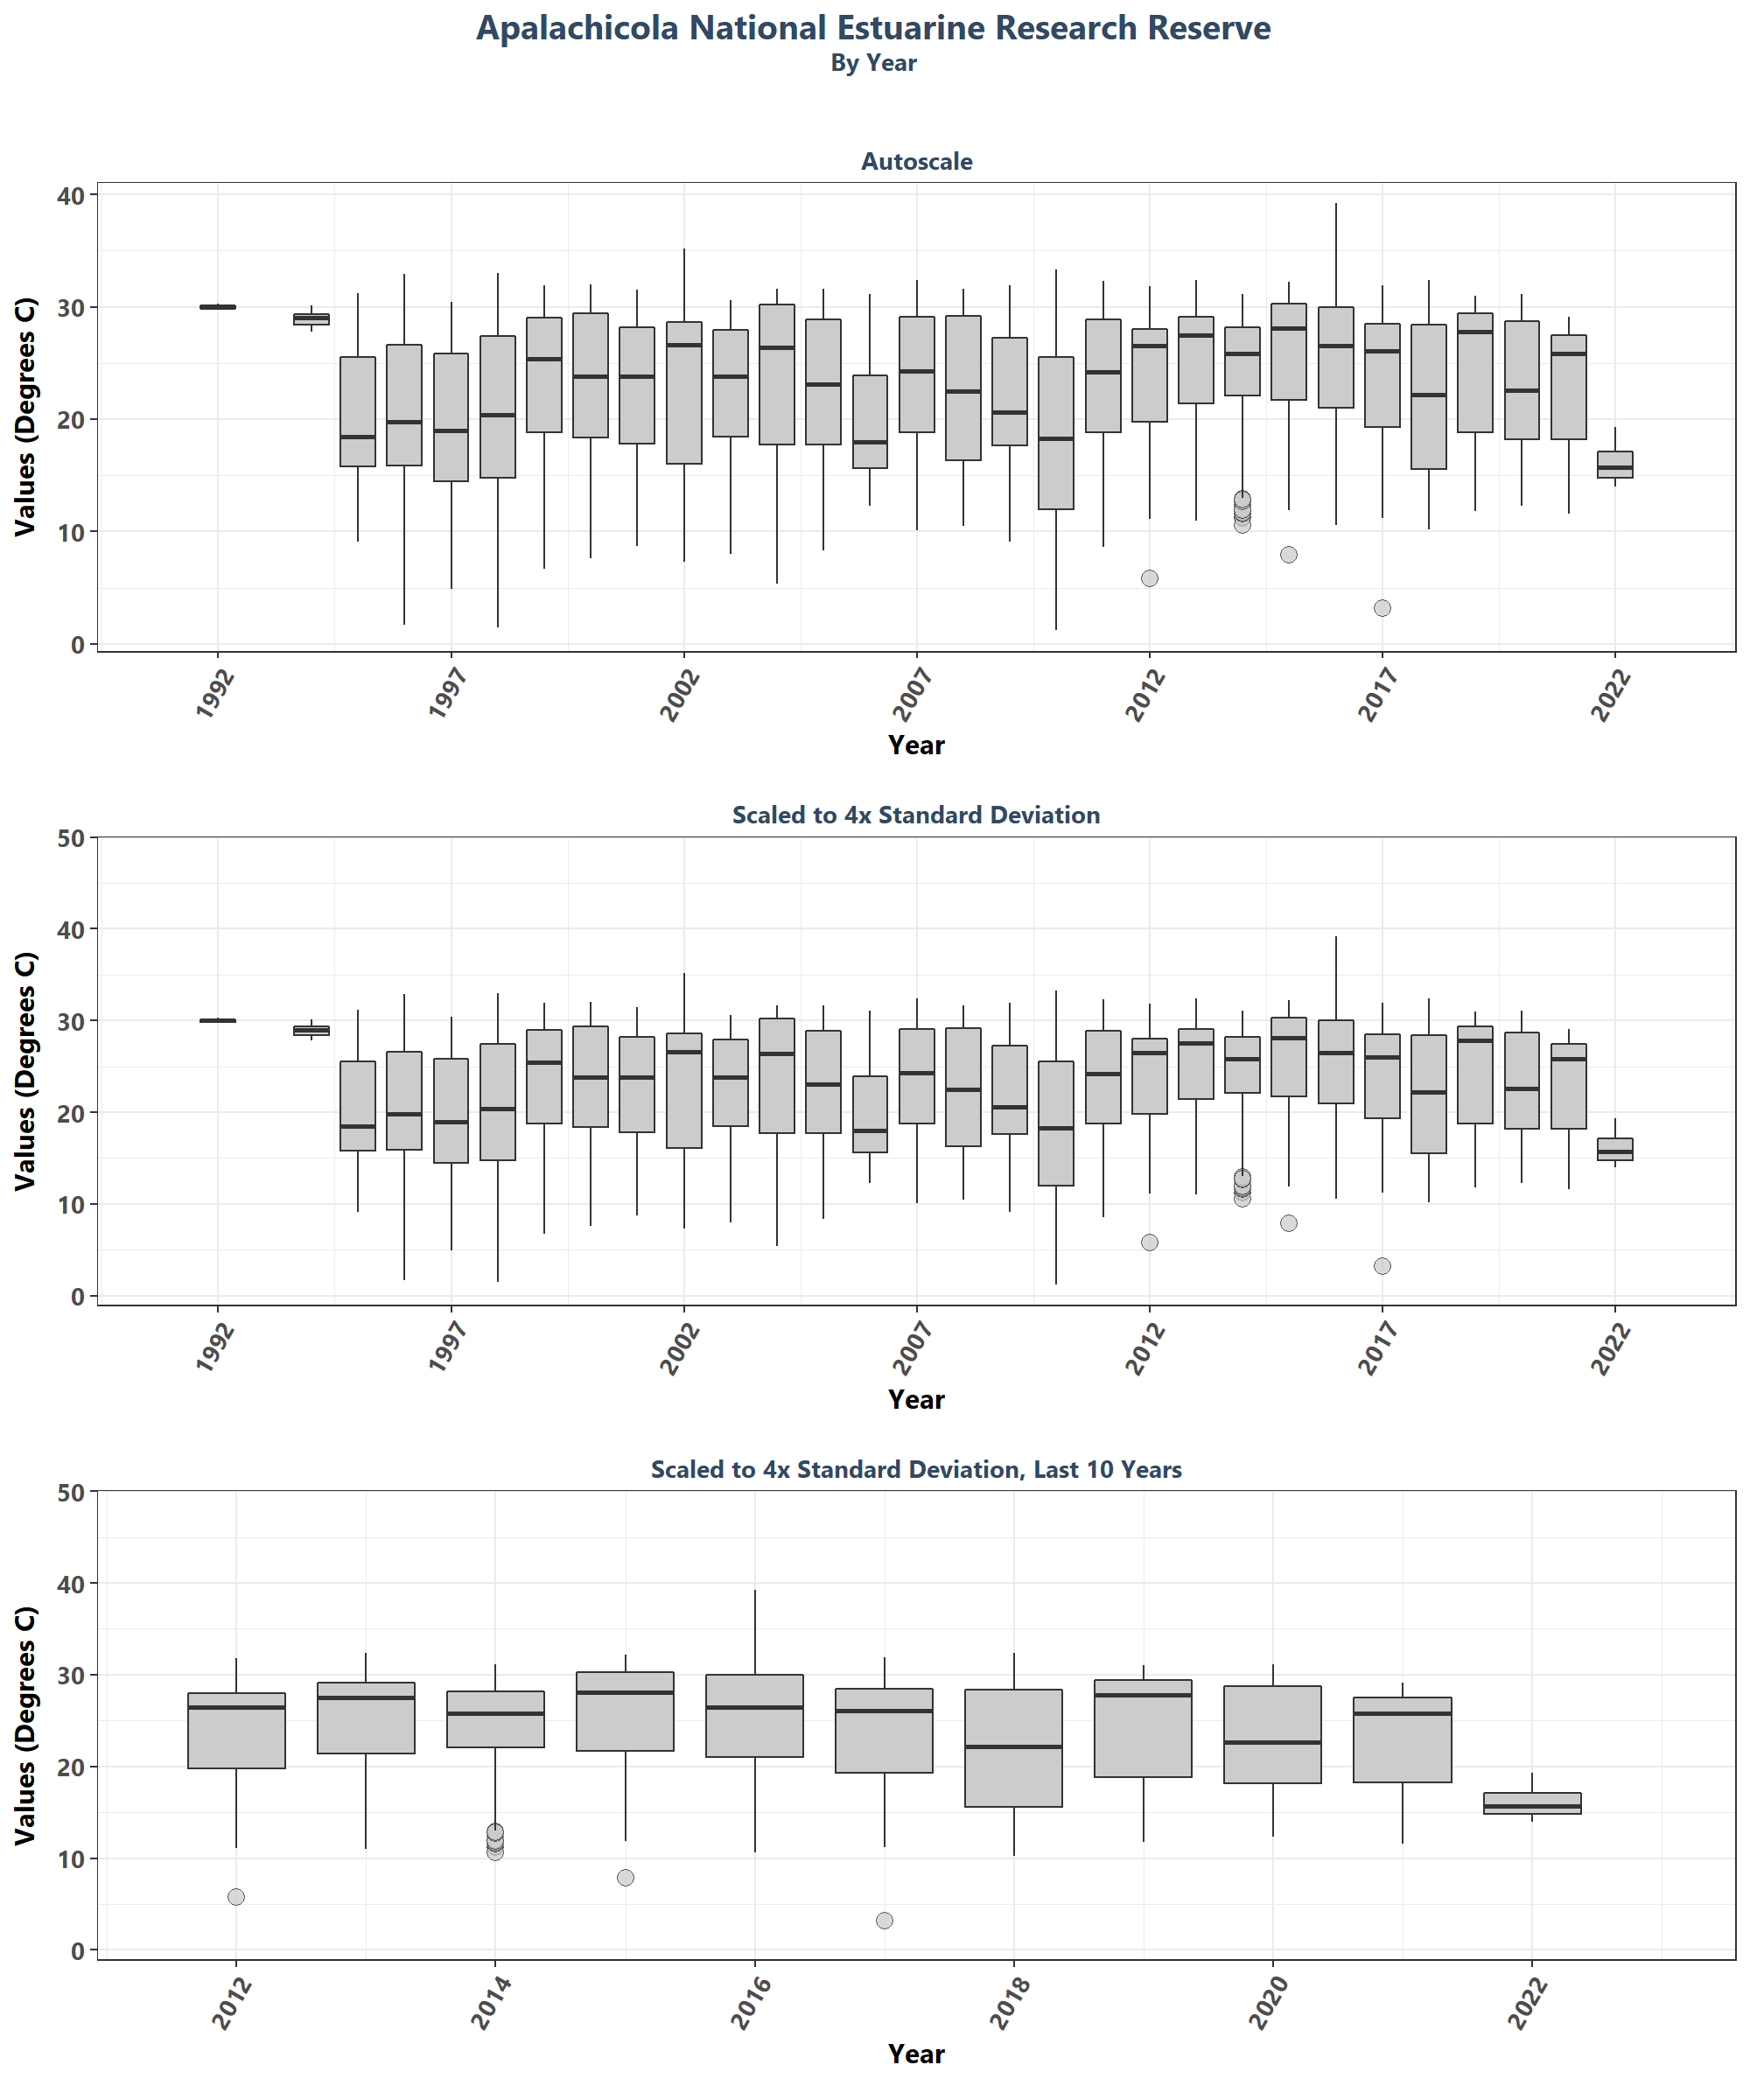 Apalachicola National Estuarine Research Reserve
By Year
Autoscale
Values (Degrees C)
40
30
20
10
0
1992 1997 2002 2007 2012 2017 2022
Year
Scaled to 4x Standard Deviation
Values (Degrees C)
50
40
30
20
10
0
1992 1997 2002 2007 2012 2017 2022
Year
Scaled to 4x Standard Deviation, Last 10 Years
Values (Degrees C)
50
40
30
20
10
0
2012 2014 2016 2018 2020 2022
Year